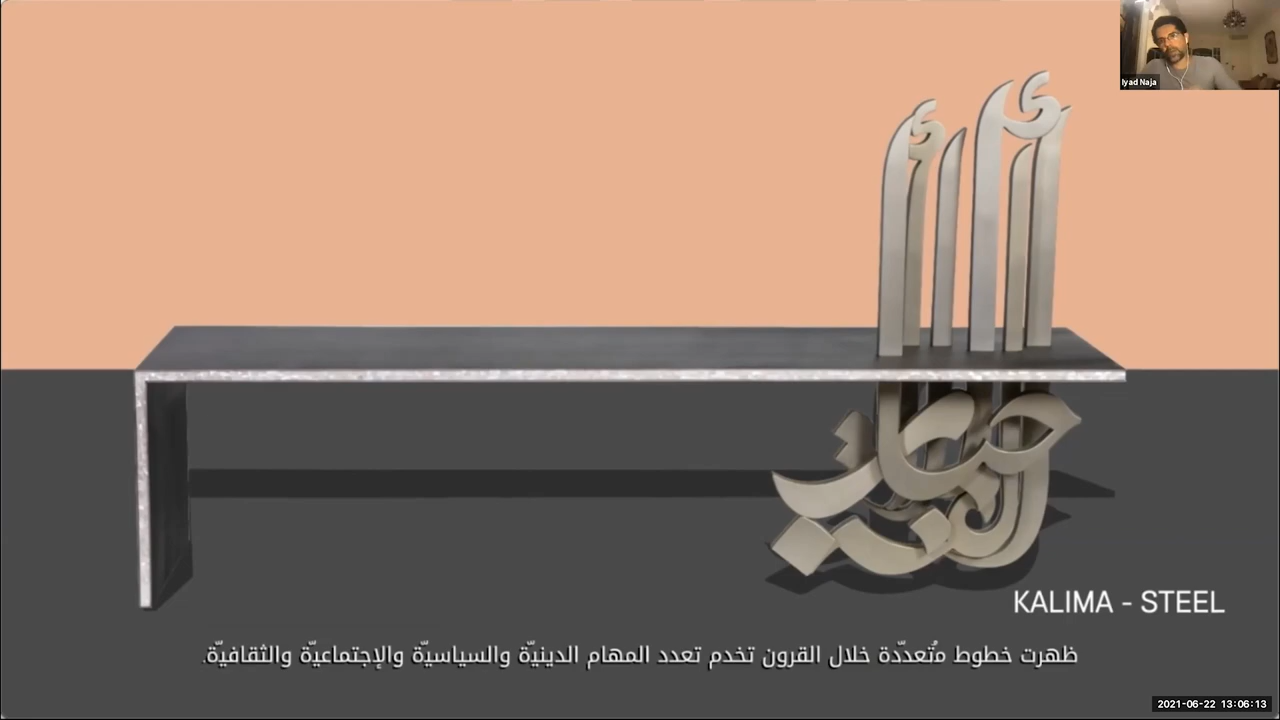 Iyad Naja
KALIMA - STEEL
ظهرت خطوط مُتعدّدة خلال القرون تخدم تعدد المهام الدينيّة والسياسيّة والإجتماعيّة والثقافيّة.
2021-06-22 13:06:13